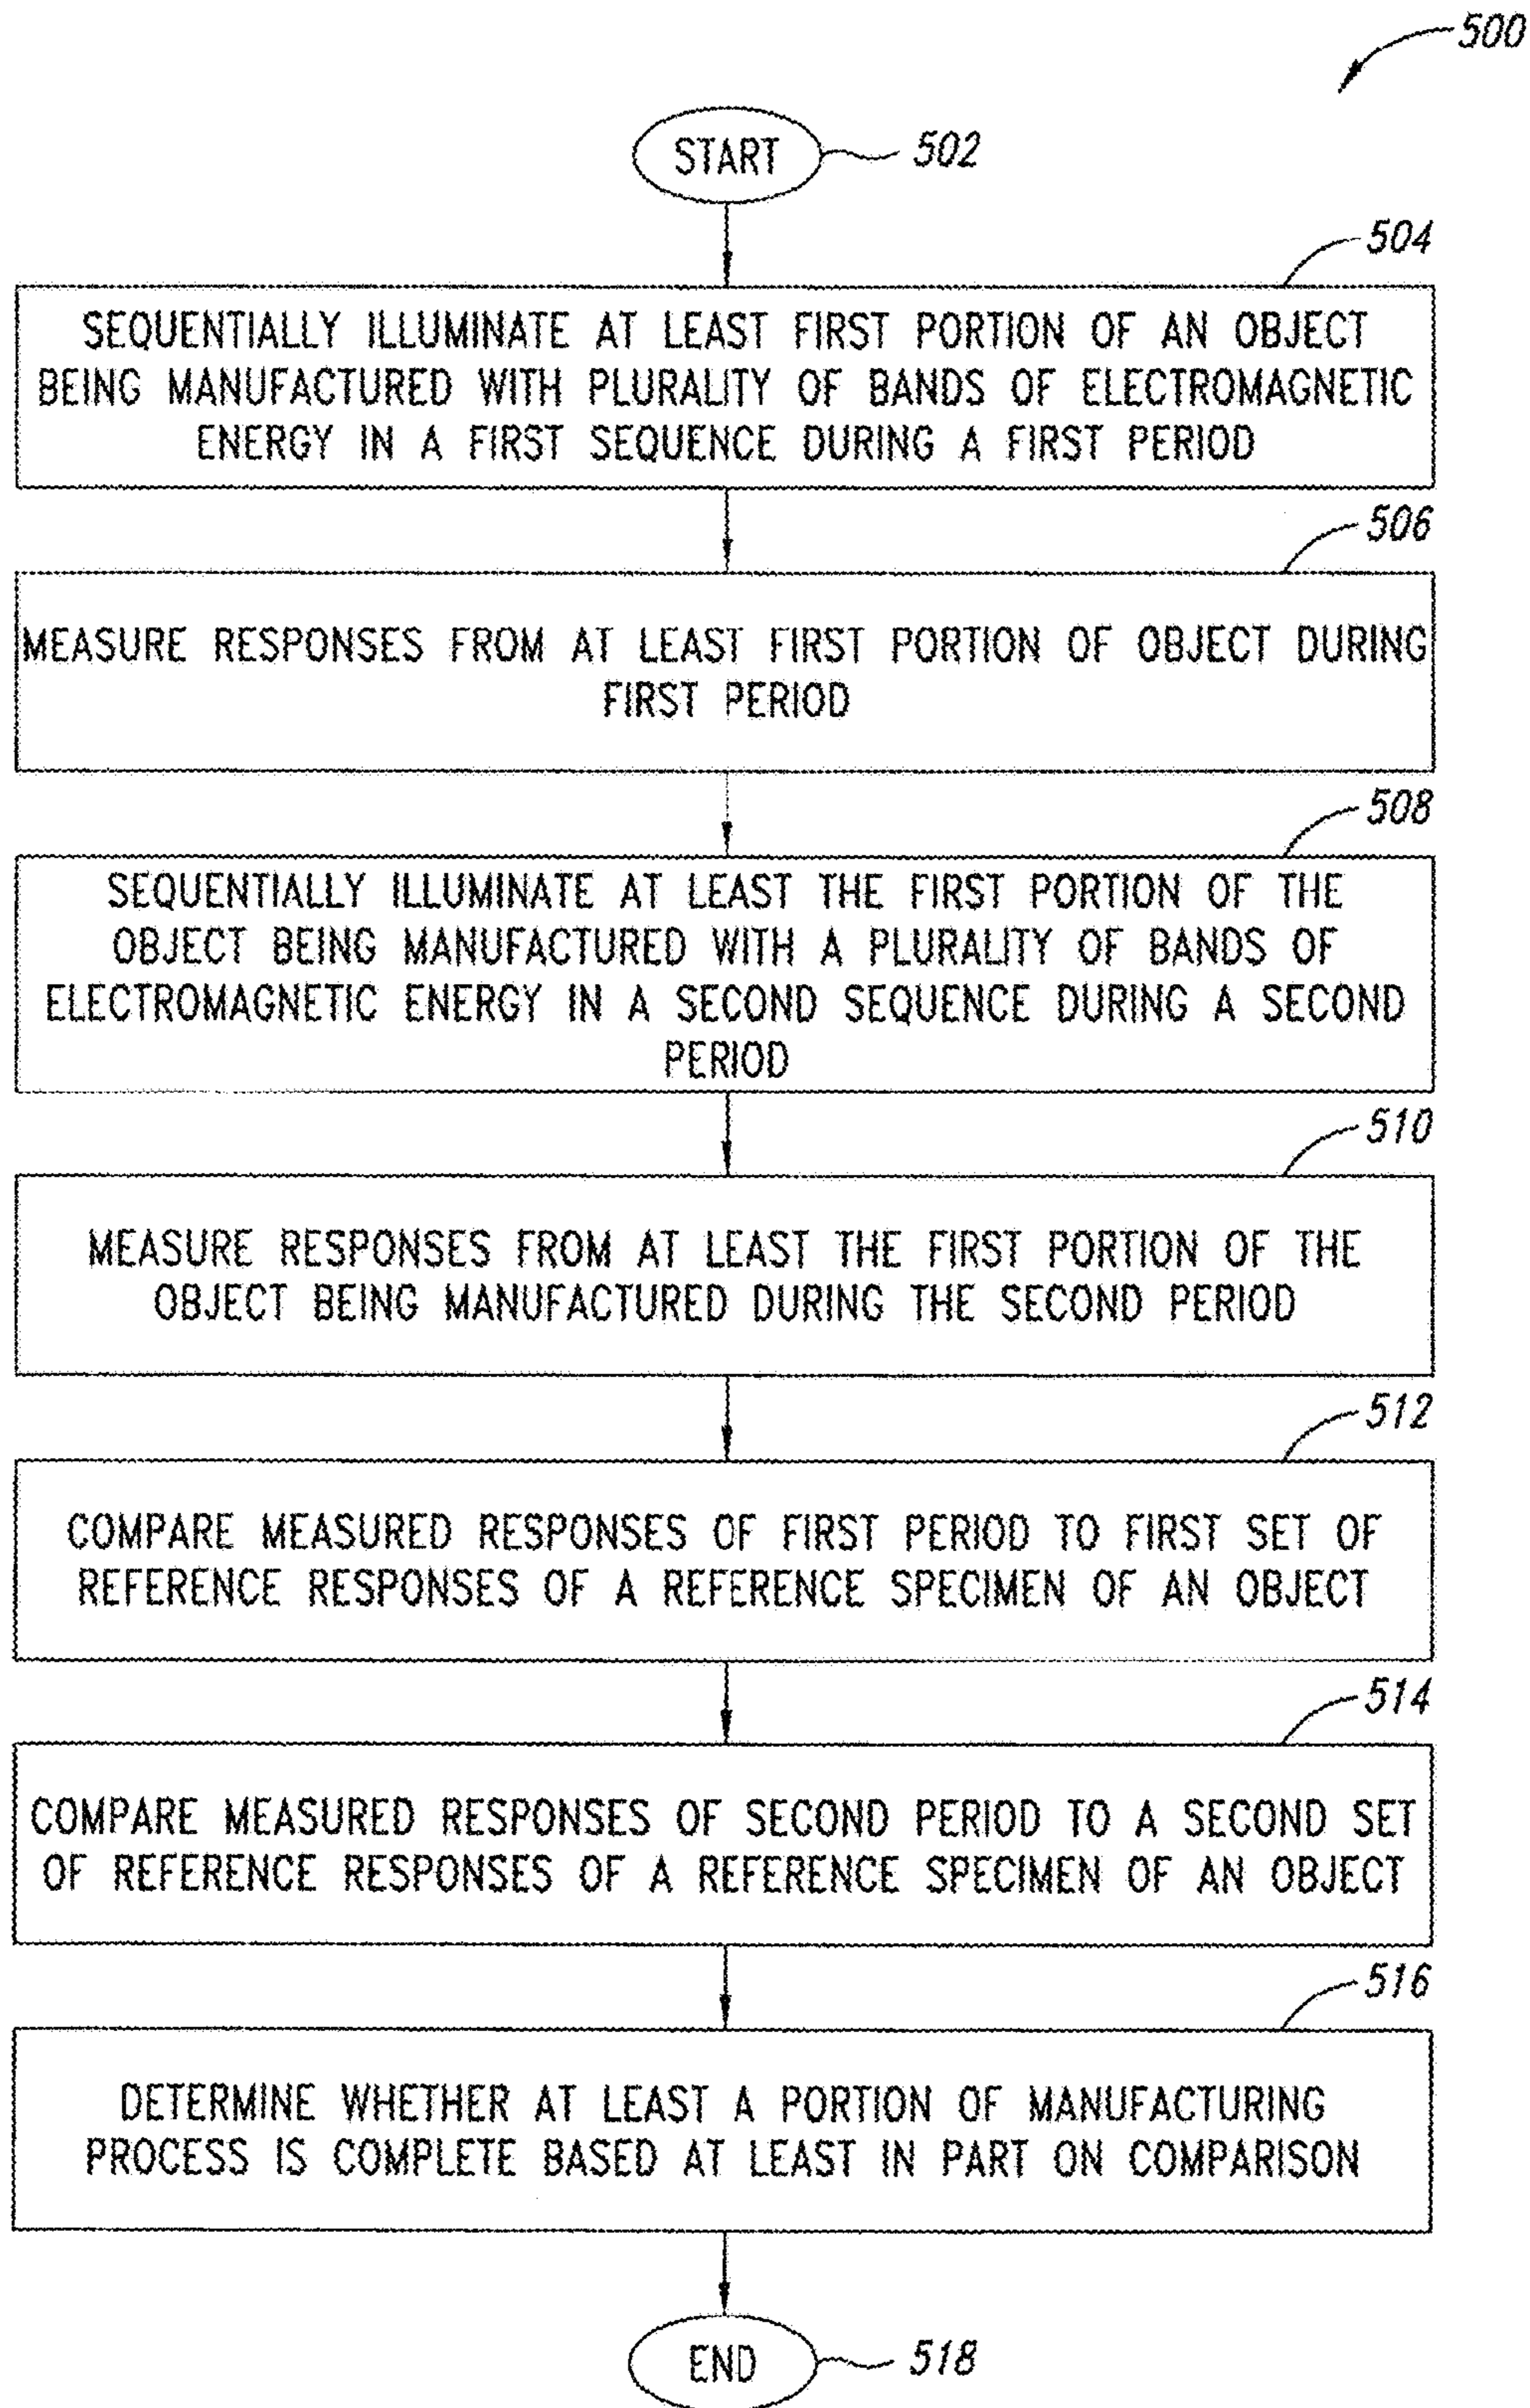 500
START
502
504
SEQUENTIALLY ILLUMINATE AT LEAST FIRST PORTION OF AN OBJECT
BEING MANUFACTURED WITH PLURALITY OF BANDS OF ELECTROMAGNETIC
ENERGY IN A FIRST SEQUENCE DURING A FIRST PERIOD
506
MEASURE RESPONSES FROM AT LEAST FIRST PORTION OF OBJECT DURING
FIRST PERIOD
508
SEQUENTIALLY ILLUMINATE AT LEAST THE FIRST PORTION OF THE
OBJECT BEING MANUFACTURED WITH A PLURALITY OF BANDS OF
ELECTROMAGNETIC ENERGY IN A SECOND SEQUENCE DURING A SECOND
PERIOD
510
MEASURE RESPONSES FROM AT LEAST THE FIRST PORTION OF THE
OBJECT BEING MANUFACTURED DURING THE SECOND PERIOD
512
COMPARE MEASURED RESPONSES OF FIRST PERIOD TO FIRST SET OF
REFERENCE RESPONSES OF A REFERENCE SPECIMEN OF AN OBJECT
514
COMPARE MEASURED RESPONSES OF SECOND PERIOD TO A SECOND SET
OF REFERENCE RESPONSES OF A REFERENCE SPECIMEN OF AN OBJECT
516
DETERMINE WHETHER AT LEAST A PORTION OF MANUFACTURING
PROCESS IS COMPLETE BASED AT LEAST IN PART ON COMPARISON
END
518